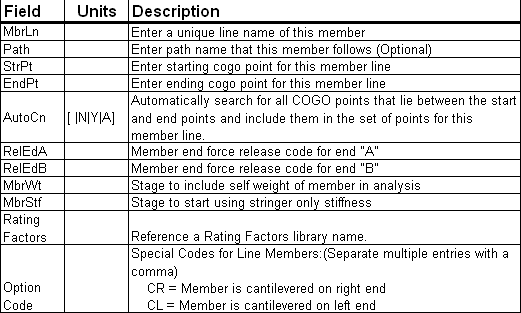 Field Units Description
MbrLn Enter a unique line name of this member
Path Enter path name that this member follows (Optional)
StrPt Enter starting cogo point for this member line
EndPt Enter ending cogo point for this member line
Automatically search for all COGO points that lie between the start
AutoCn [ |N|Y|A] and end points and include them in the set of points for this
member line.
RelEdA Member end force release code for end "A"
RelEdB Member end force release code for end "B"
MbrWt Stage to include self weight of member in analysis
MbrStf Stage to start using stringer only stiffness
Rating
Factors Reference a Rating Factors library name.
Special Codes for Line Members:(Separate multiple entries with a
comma)
Option CR = Member is cantilevered on right end
Code CL = Member is cantilevered on left end